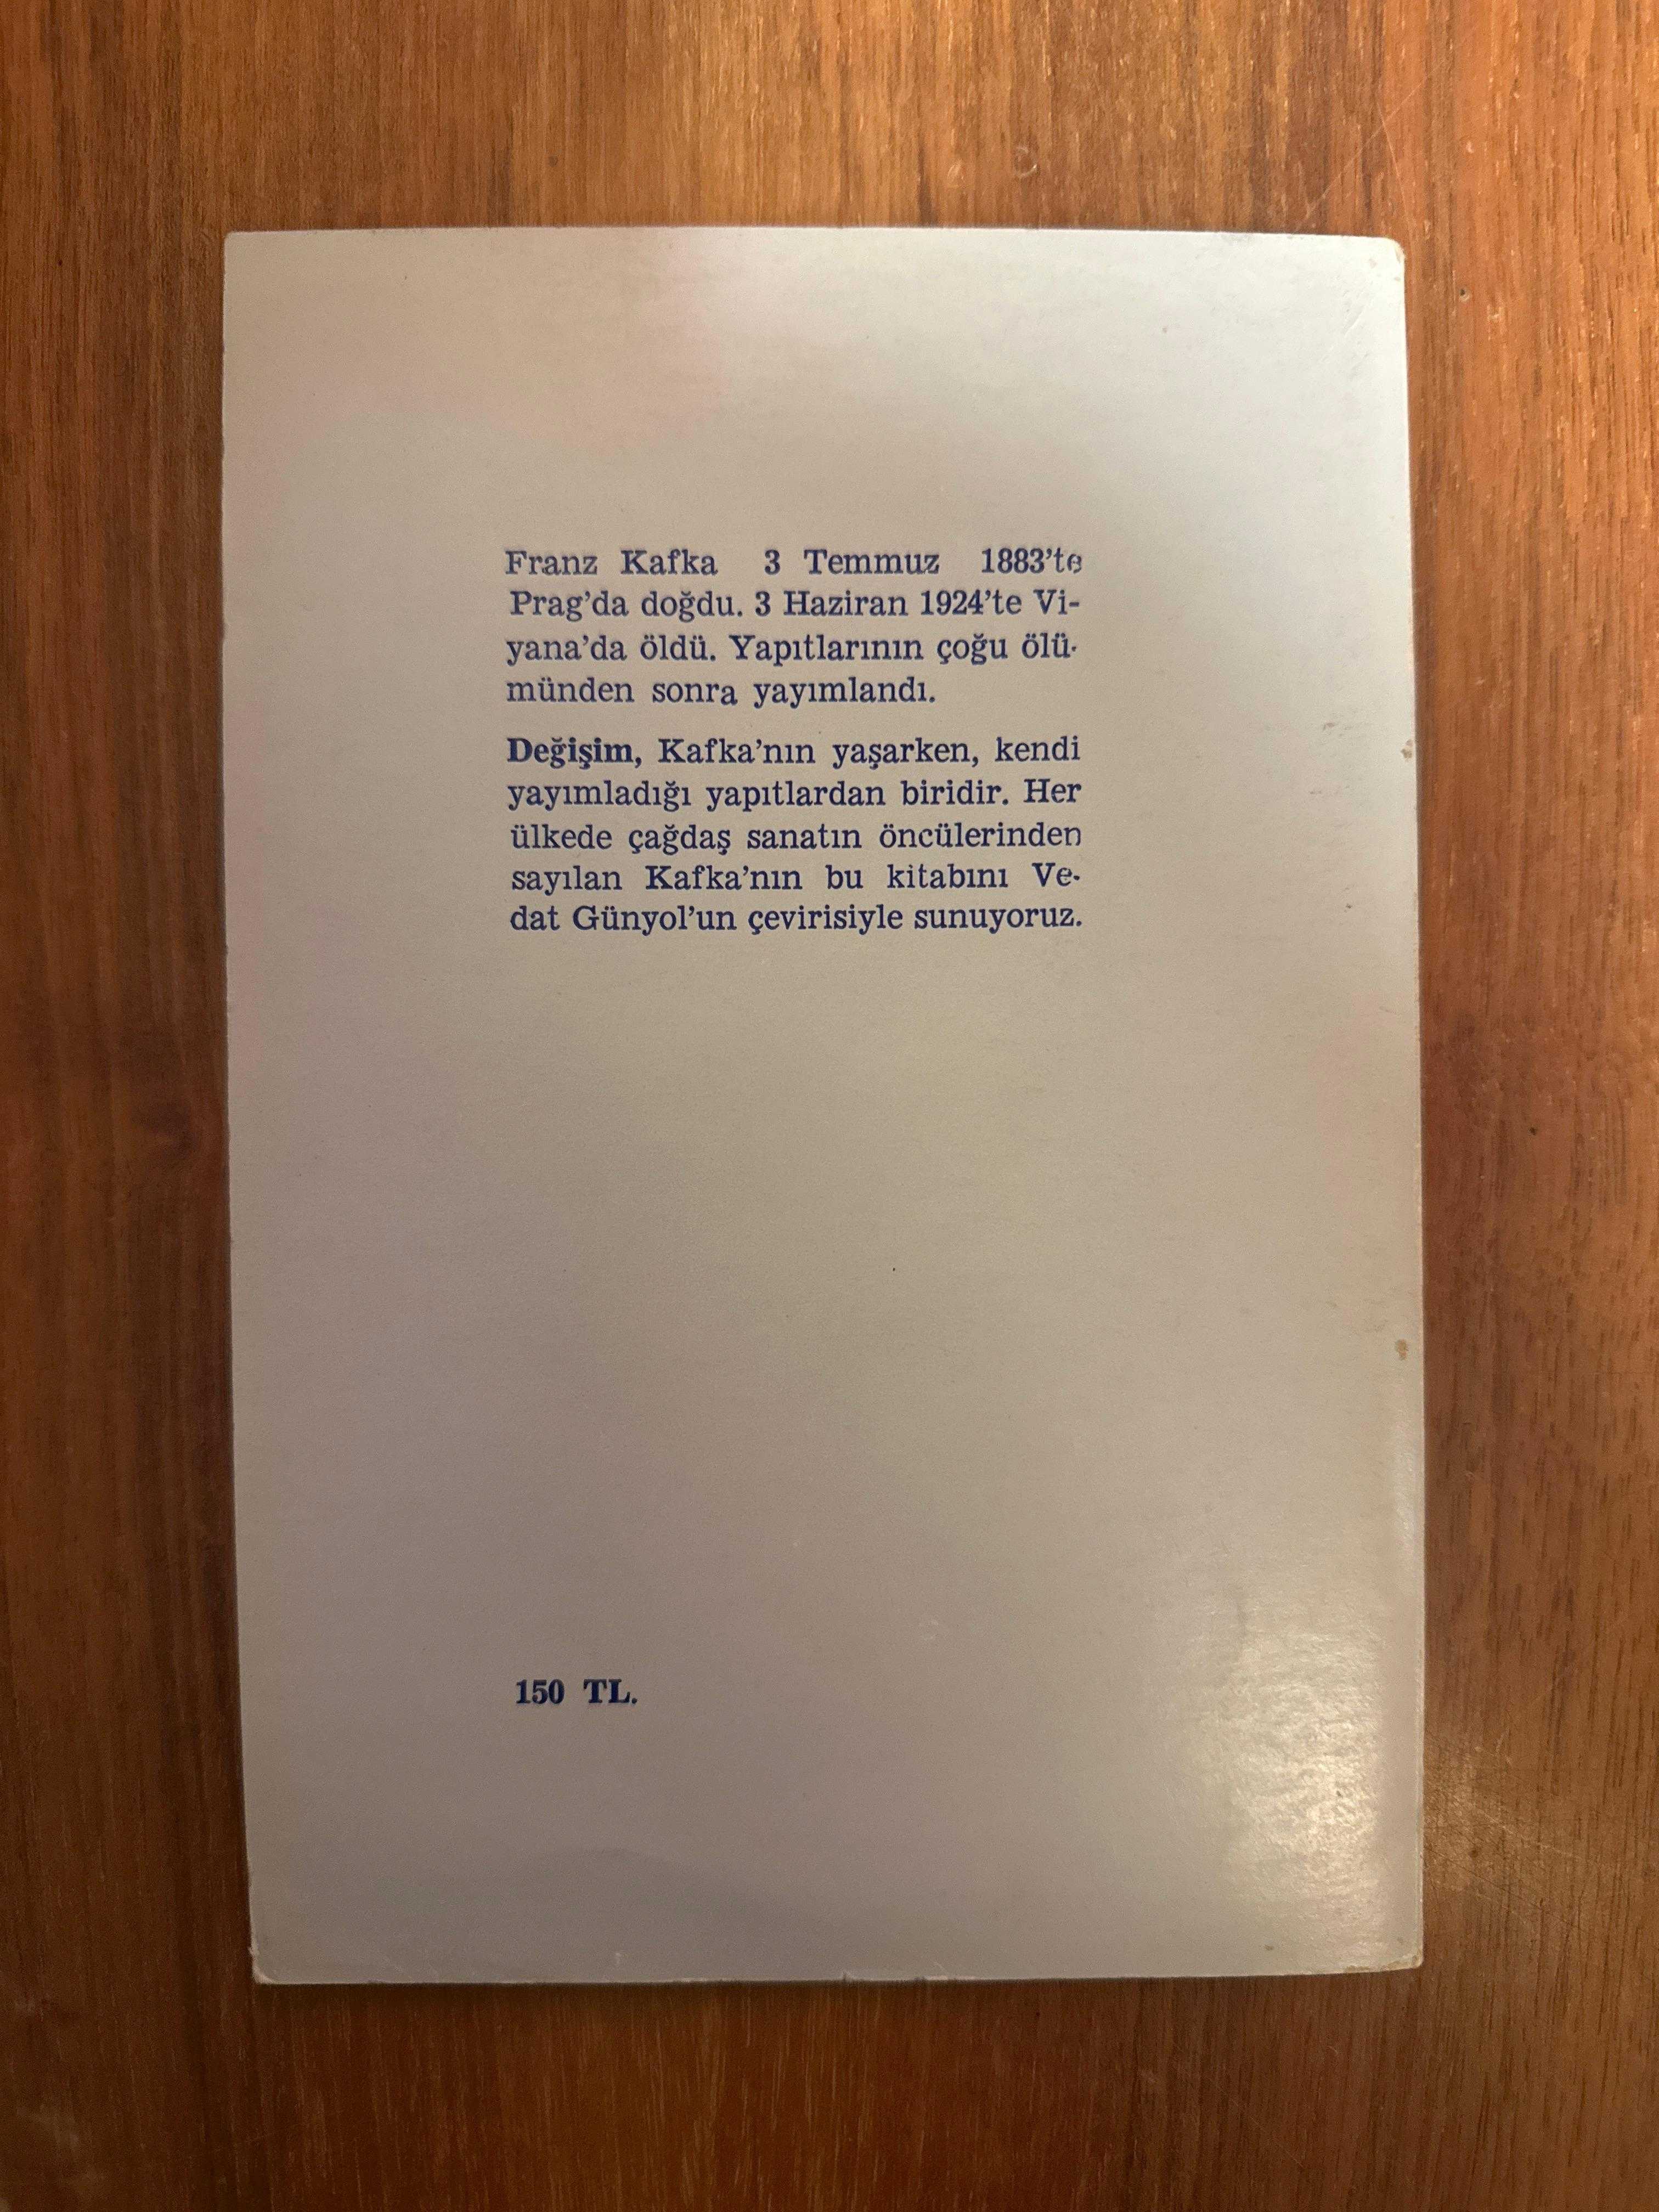 Franz Kafka 3 Temmuz 1883'te
Prag'da doğdu. 3 Haziran 1924'te Vi-
yana'da öldü. Yapıtlarının çoğu ölü-
münden sonra yayımlandı.
Değişim, Kafka'nın yaşarken, kendi
yayımladığı yapıtlardan biridir. Her
ülkede çağdaş sanatın öncülerinden
sayılan Kafka'nın bu kitabını Ve-
dat Günyol'un çevirisiyle sunuyoruz.
150 TL.